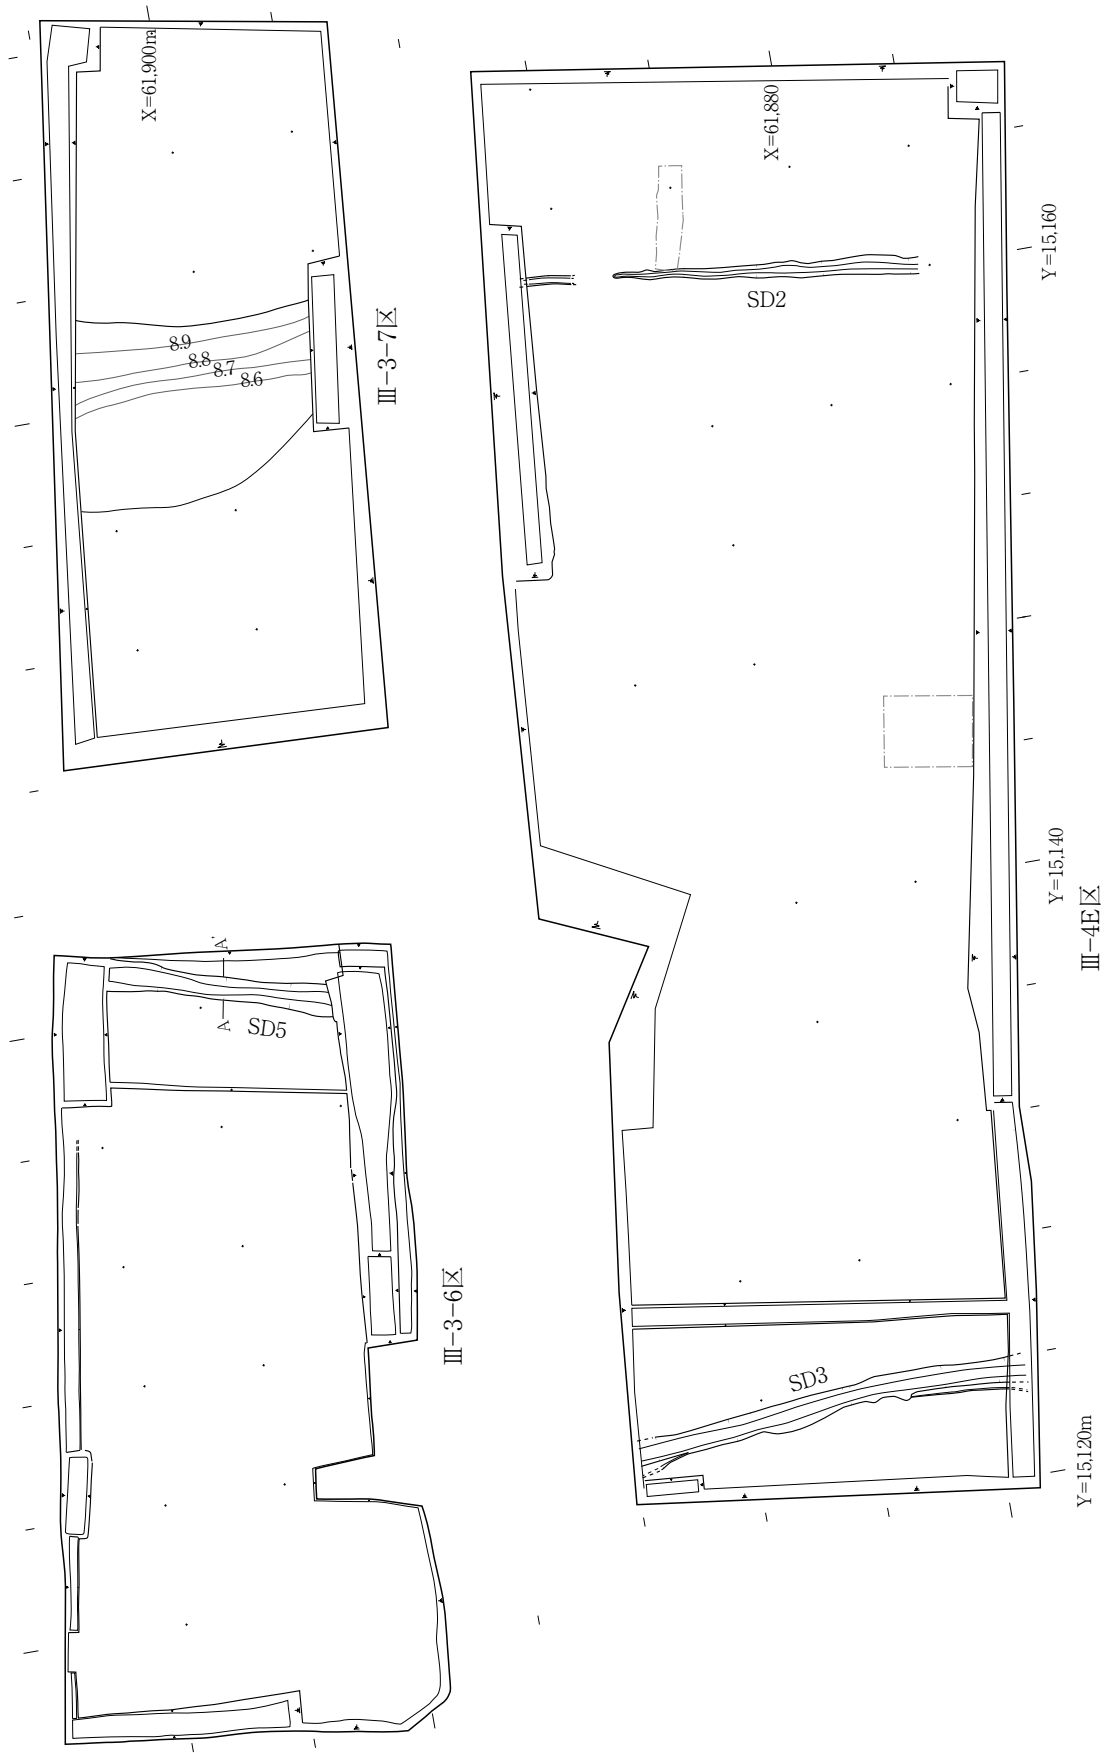 X=61,900m
8.9
8.8
8.7
8.6
Ⅲ−3−7区
X=61,880
Y=15,160
SD2
A'
A
SD5
Y=15,140
Ⅲ−4E区
Ⅲ−3−6区
SD3
Y=15,120m